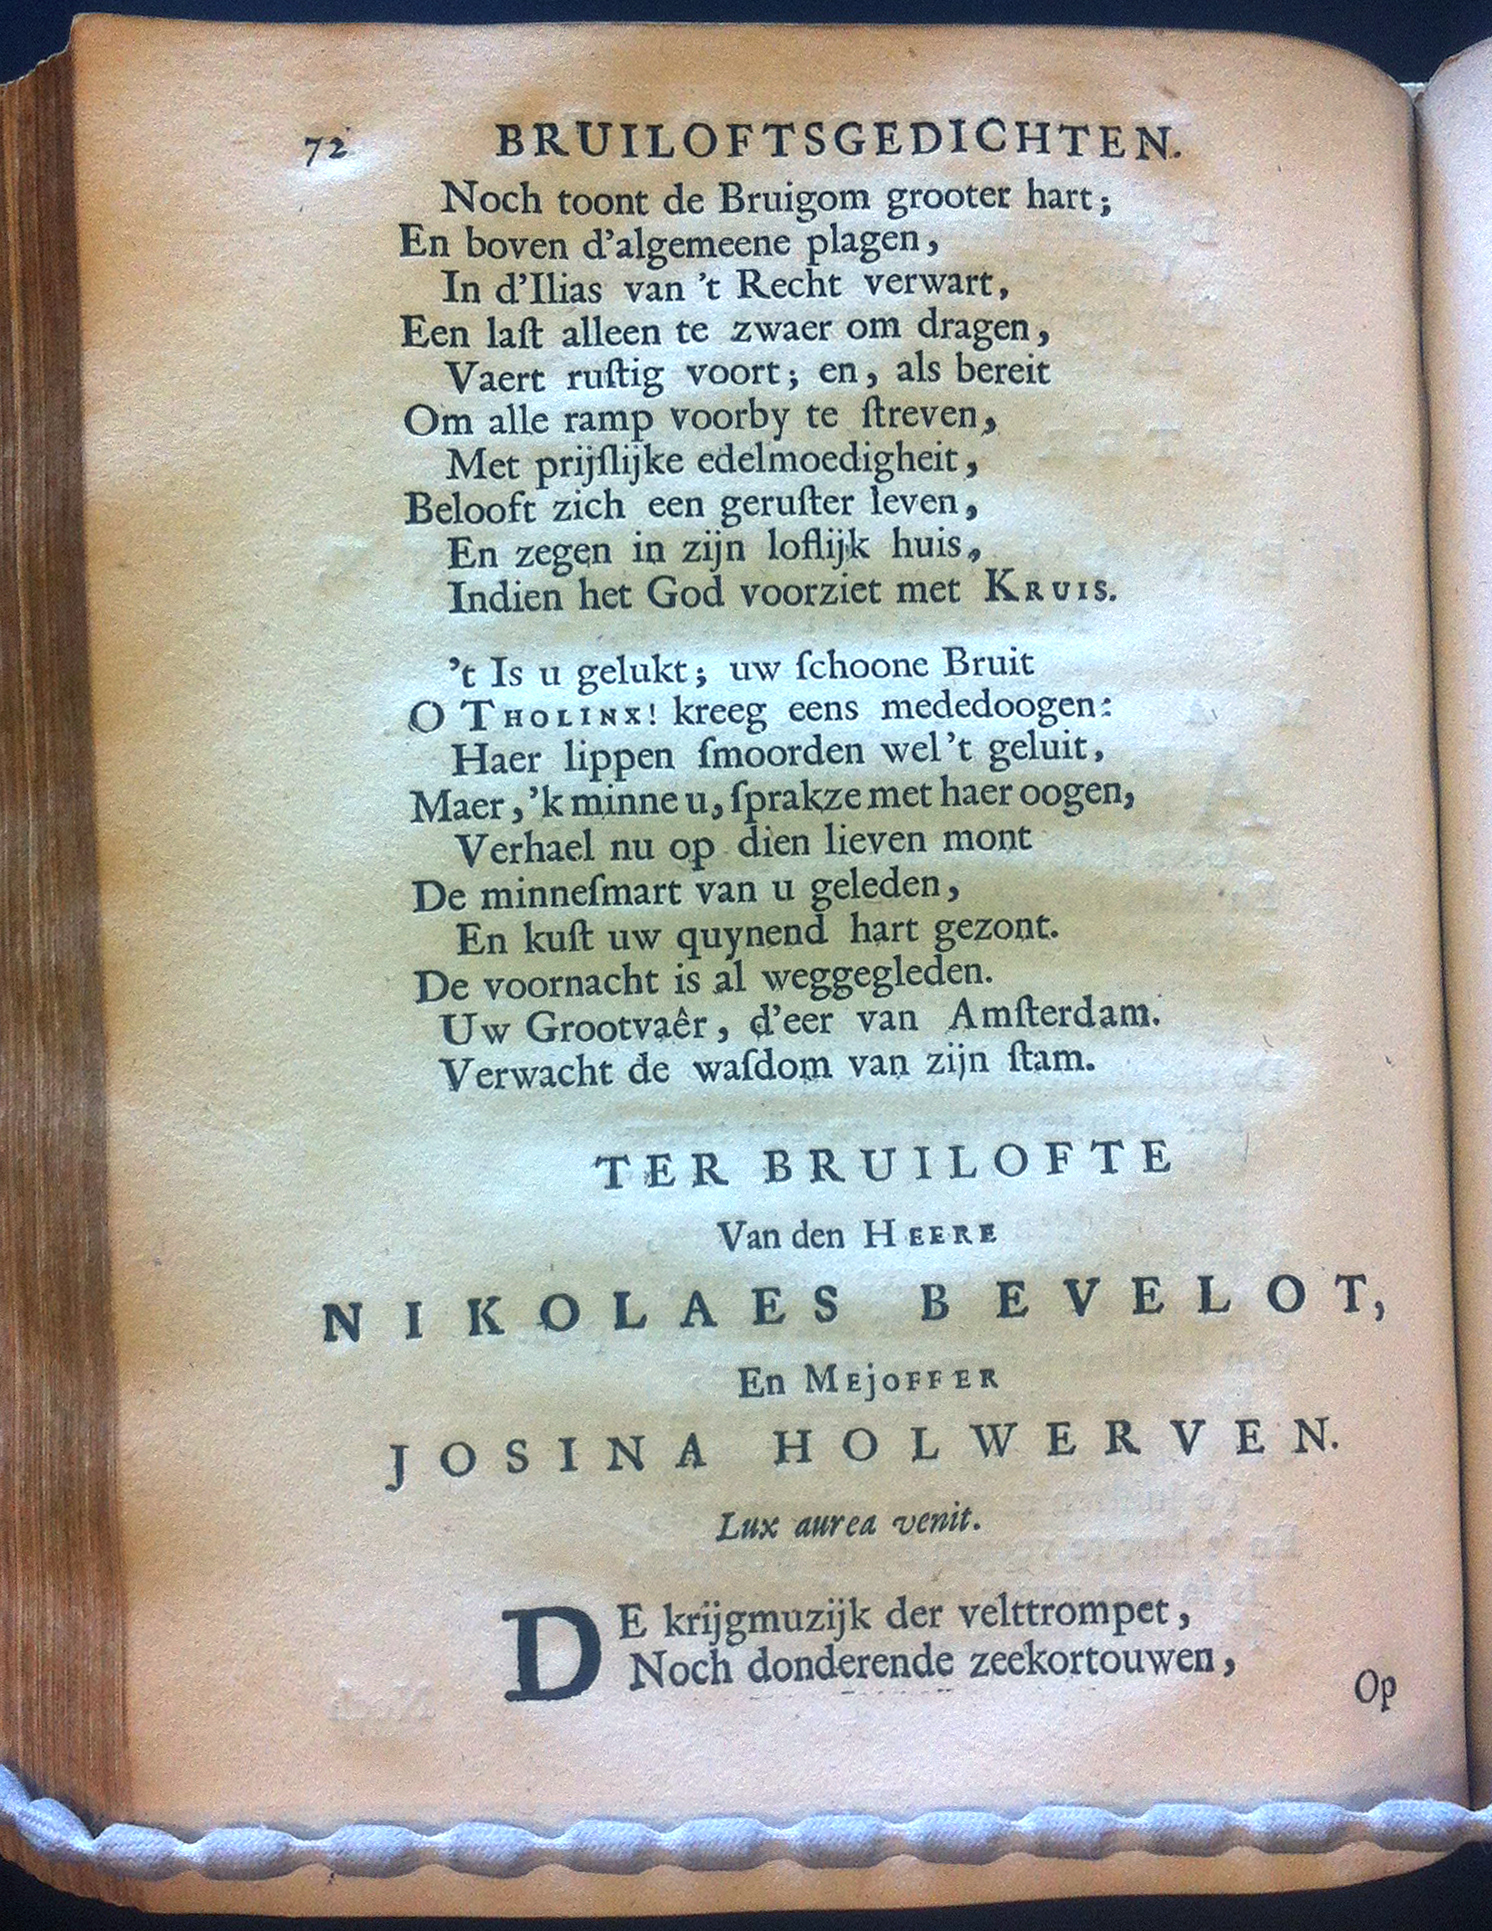 72 BRUILOFTSGEDICHTEN.
Noch toont de Bruigom grooter hart;
En boven d'algemeene plagen,
In d'Ilias van 't Recht verwart,
Een laſt alleen te zwaer om dragen,
Vaert ruſtig voort; en, als bereit
Om alle ramp voorby te ſtreven,
Met prijſlijke edelmoedigheit,
Belooft zich een geruſter leven,
En zegen in zijn loflijk huis,
Indien het God voorziet met KRUIS.
't Is u gelukt; uw ſchoone Bruit
O THOLINX! kreeg eens mededoogen:
Haer lippen ſmoorden wel 't geluit,
Maer, 'k minne u, ſprakze met haer oogen,
Verhael nu op dien lieven mont
De minneſmart van u geleden,
En kuſt uw quynend hart gezont.
De voornacht is al weggegleden.
Uw Grootvaêr, d'eer van Amſterdam.
Verwacht de waſdom van zijn ſtam.
TER BRUILOFTE
Van den HEERE
NIKOLAES BEVELOT,
En MEjOFFER
JOSINA HOLWERVEN.
Lux aurea venit.
DE krijgmuzijk der velttrompet,
Noch donderende zeekortouwen,
Op